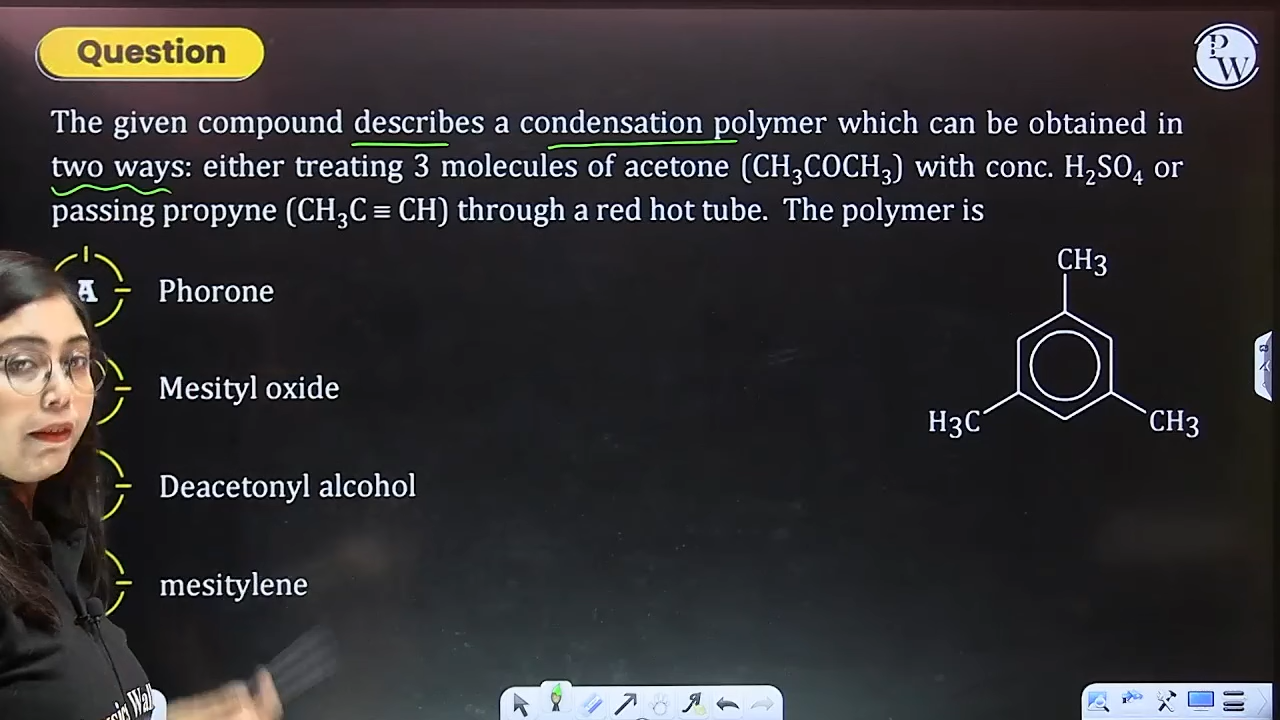 Question
P
W
The given compound describes a condensation polymer which can be obtained in
two ways: either treating 3 molecules of acetone (CH₃COCH₃) with conc. H₂SO₄ or
passing propyne (CH₃C ≡ CH) through a red hot tube. The polymer is
CH3
A Phorone
Mesityl oxide
H3C
CH3
Deacetonyl alcohol
mesitylene